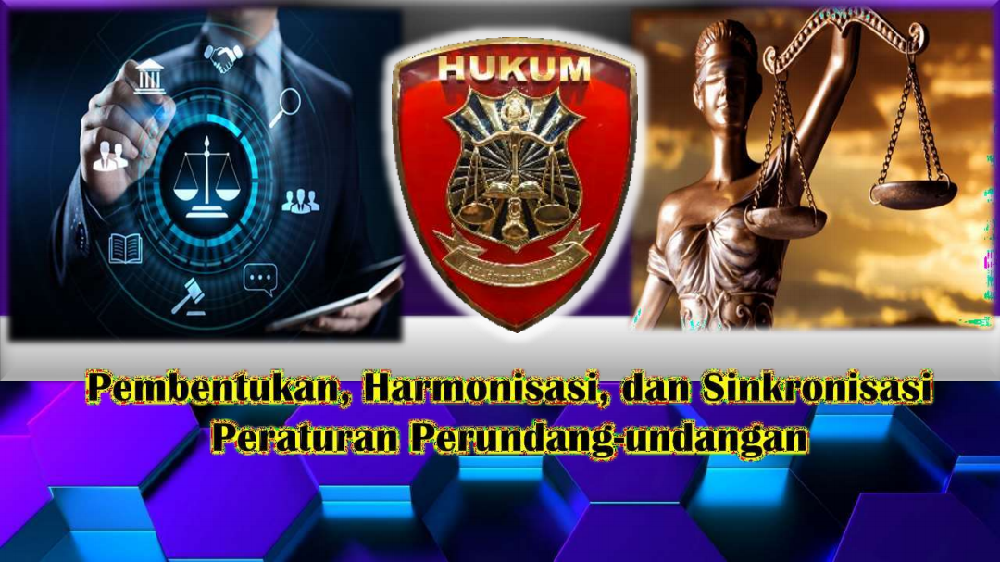 HUKUM
Pembentukan, Harmonisasi, dan Sinkronisasi
Peraturan Perundang-undangan